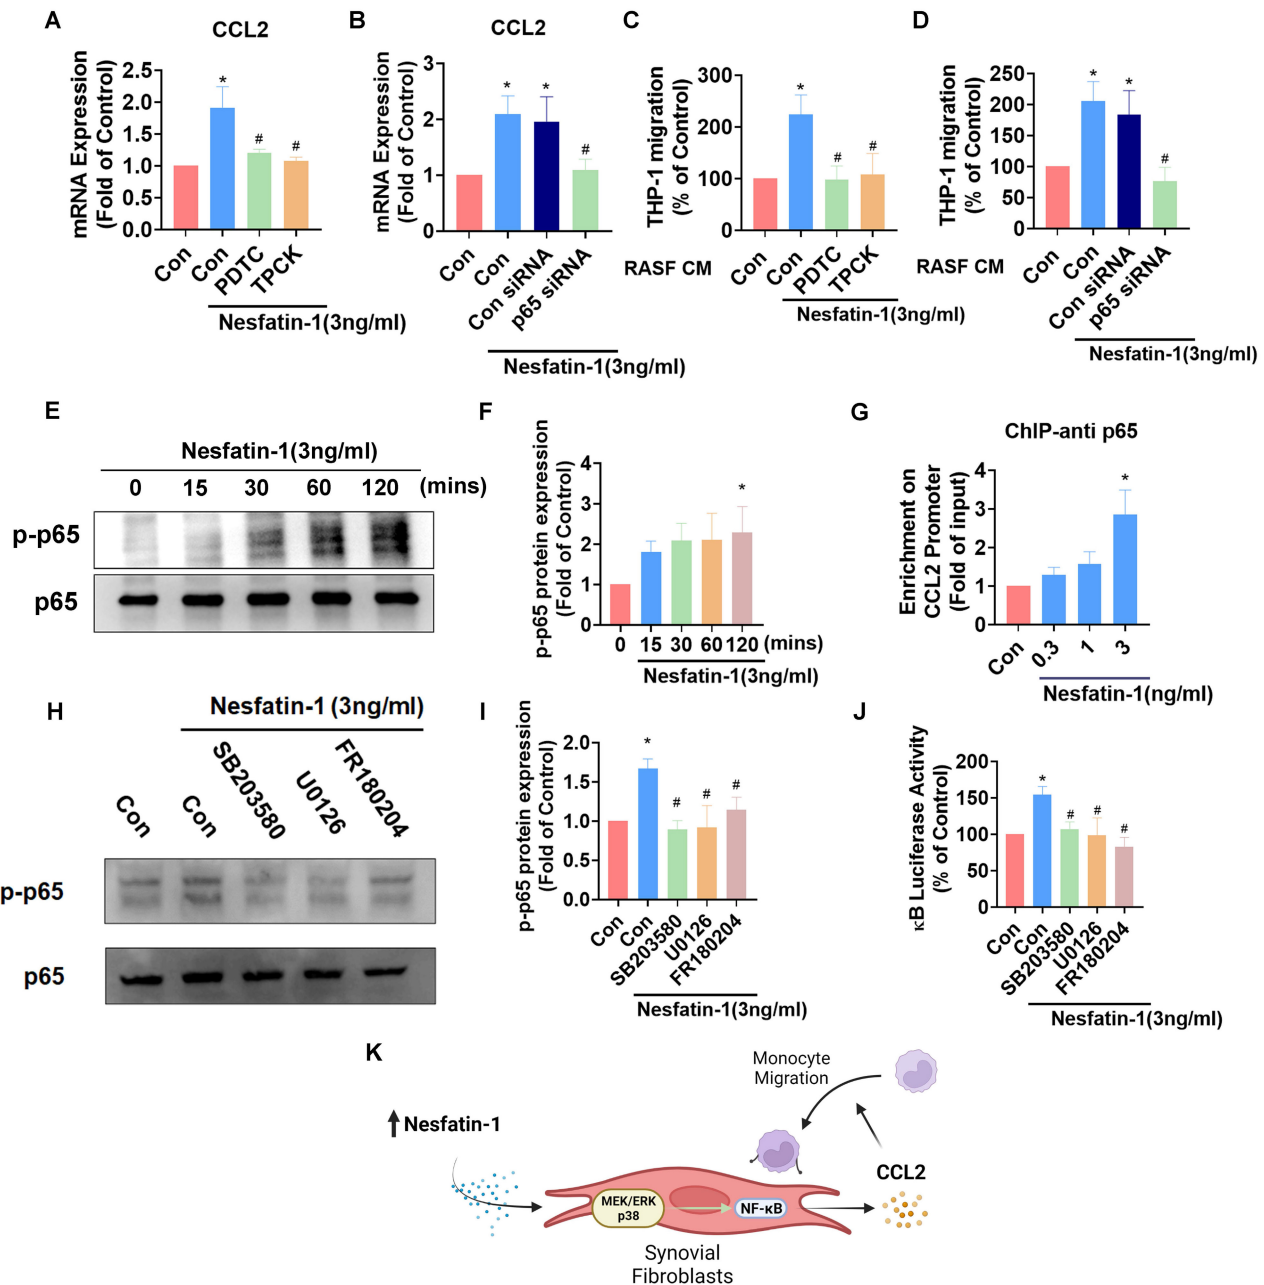 A
CCL2
mRNA Expression
(Fold of Control)
2.5
2.0
1.5
1.0
0.5
0.0
*
#
#
Con
Con
PDTC
TPCK
Nesfatin-1(3ng/ml)
B
CCL2
mRNA Expression
(Fold of Control)
3
2
1
0
*
*
#
Con
Con
Con siRNA
p65 siRNA
Nesfatin-1(3ng/ml)
C
THP-1 migration
(% of Control)
300
200
100
0
*
#
#
RASF CM
Con
Con
PDTC
TPCK
Nesfatin-1(3ng/ml)
D
THP-1 migration
(% of Control)
250
200
150
100
50
0
*
*
#
RASF CM
Con
Con
Con siRNA
p65 siRNA
Nesfatin-1(3ng/ml)
E
Nesfatin-1(3ng/ml)
0 15 30 60 120 (mins)
p-p65
p65
F
p-p65 protein expression
(Fold of Control)
4
3
2
1
0
*
0 15 30 60 120 (mins)
Nesfatin-1(3ng/ml)
G
ChIP-anti p65
Enrichment on
CCL2 Promoter
(Fold of input)
4
3
2
1
0
*
Con
0.3
1
3
Nesfatin-1(ng/ml)
H
Nesfatin-1 (3ng/ml)
Con
Con
SB203580
U0126
FR180204
p-p65
p65
I
p-p65 protein expression
(Fold of Control)
2.0
1.5
1.0
0.5
0.0
*
#
#
#
Con
Con
SB203580
U0126
FR180204
Nesfatin-1(3ng/ml)
J
κB Luciferase Activity
(% of Control)
200
150
100
50
0
*
#
#
#
Con
Con
SB203580
U0126
FR180204
Nesfatin-1(3ng/ml)
K
Monocyte
Migration
Nesfatin-1
CCL2
MEK/ERK
p38
NF-κB
Synovial
Fibroblasts